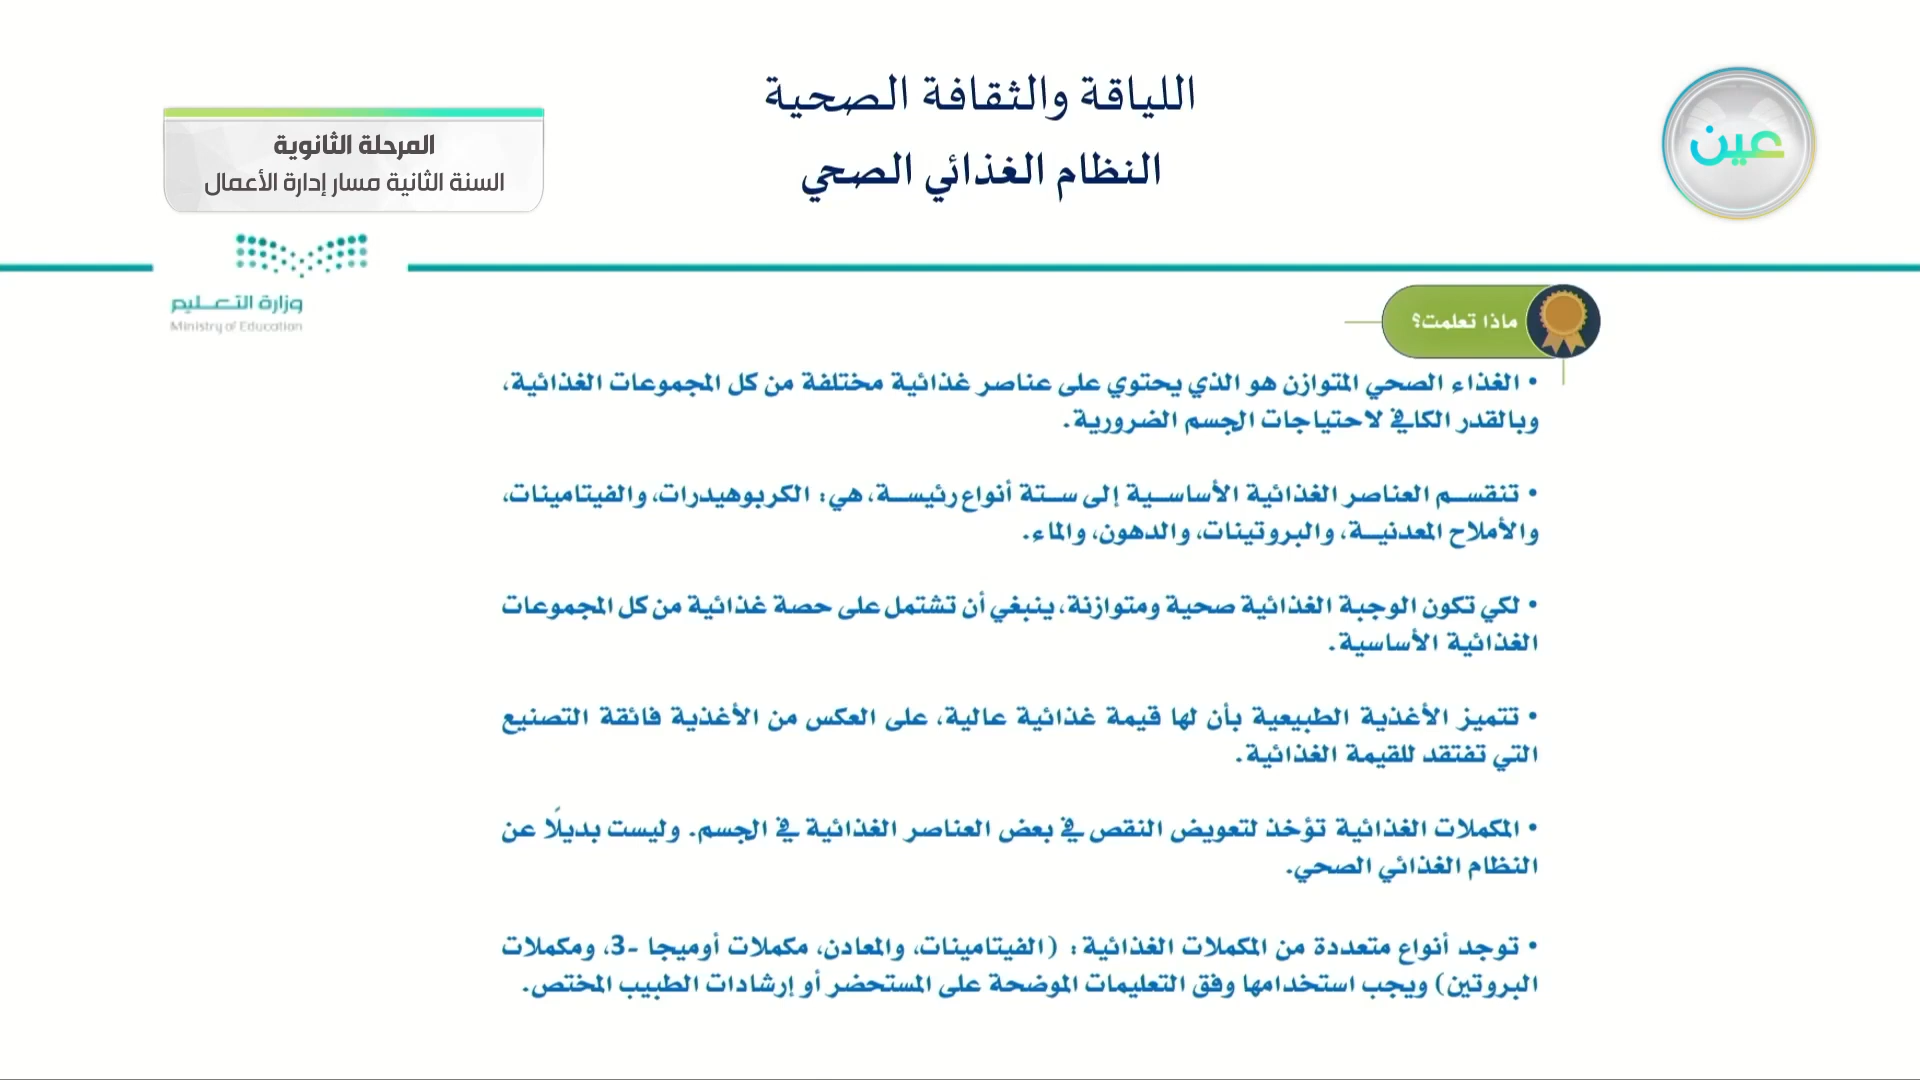 عين
اللياقة والثقافة الصحية
النظام الغذائي الصحي
المرحلة الثانوية
السنة الثانية مسار إدارة الأعمال
وزارة التعليم
Ministry of Education
ماذا تعلمت؟
• الغذاء الصحي المتوازن هو الذي يحتوي على عناصر غذائية مختلفة من كل المجموعات الغذائية،
وبالقدر الكافي لاحتياجات الجسم الضرورية.
• تنقسم العناصر الغذائية الأساسية إلى ستة أنواع رئيسة، هي: الكربوهيدرات، والفيتامينات،
والأملاح المعدنية، والبروتينات، والدهون، والماء.
• لكي تكون الوجبة الغذائية صحية ومتوازنة، ينبغي أن تشتمل على حصة غذائية من كل المجموعات
الغذائية الأساسية.
• تتميز الأغذية الطبيعية بأن لها قيمة غذائية عالية، على العكس من الأغذية فائقة التصنيع
التي تفتقد للقيمة الغذائية.
• المكملات الغذائية تؤخذ لتعويض النقص في بعض العناصر الغذائية في الجسم. وليست بديلًا عن
النظام الغذائي الصحي.
• توجد أنواع متعددة من المكملات الغذائية: (الفيتامينات، والمعادن، مكملات أوميجا -3، ومكملات
البروتين) ويجب استخدامها وفق التعليمات الموضحة على المستحضر أو إرشادات الطبيب المختص.